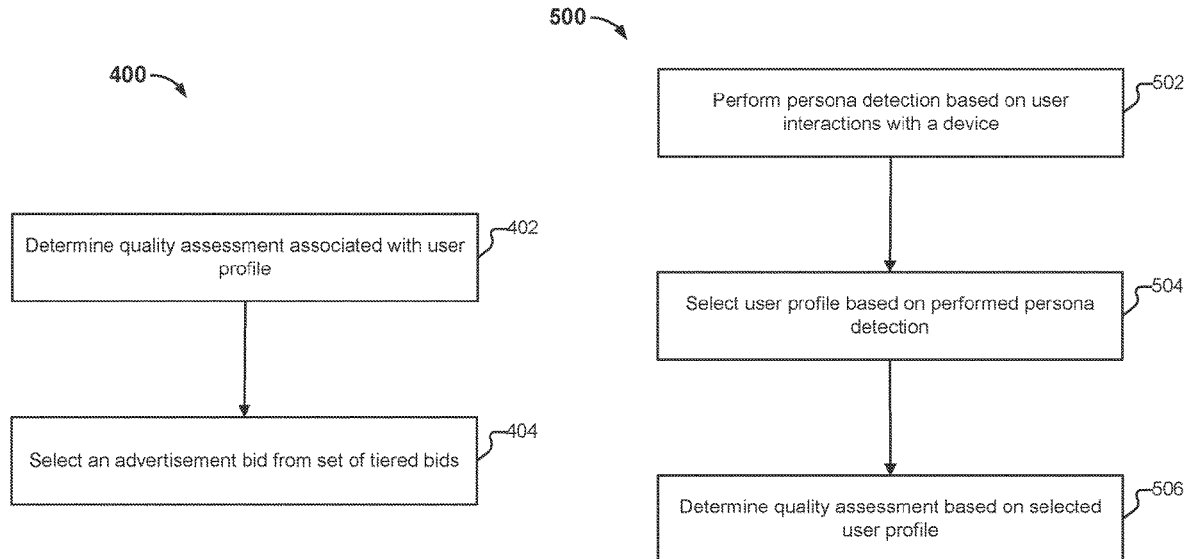 400
402
Determine quality assessment associated with user
profile
404
Select an advertisement bid from set of tiered bids
500
502
Perform persona detection based on user
interactions with a device
504
Select user profile based on performed persona
detection
506
Determine quality assessment based on selected
user profile